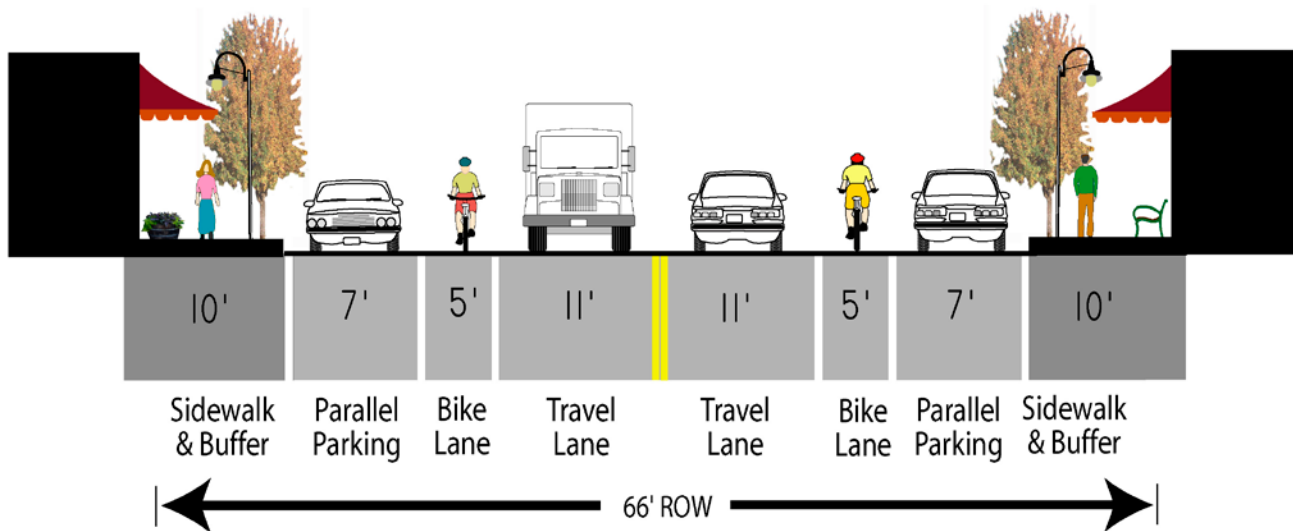 10' 7' 5' 11' 11' 5' 7' 10'
Sidewalk Parallel Bike Travel Travel Bike Parallel Sidewalk
& Buffer Parking Lane Lane Lane Lane Parking & Buffer
66' ROW